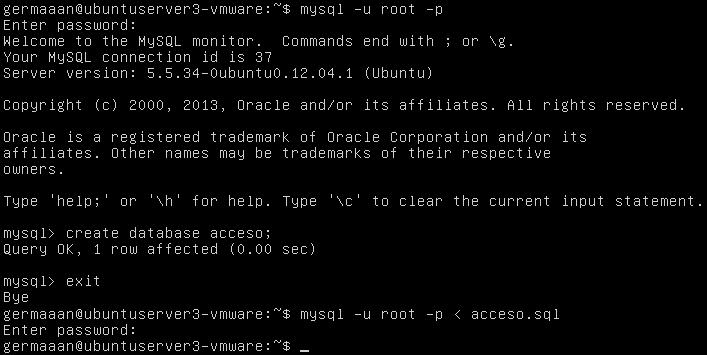 germaaan@ubuntuserver3-vmware:~$ mysql -u root -p
Enter password:
Welcome to the MySQL monitor.  Commands end with ; or \g.
Your MySQL connection id is 37
Server version: 5.5.34-0ubuntu0.12.04.1 (Ubuntu)
Copyright (c) 2000, 2013, Oracle and/or its affiliates. All rights reserved.
Oracle is a registered trademark of Oracle Corporation and/or its
affiliates. Other names may be trademarks of their respective
owners.
Type 'help;' or '\h' for help. Type '\c' to clear the current input statement.
mysql> create database acceso;
Query OK, 1 row affected (0.00 sec)
mysql> exit
Bye
germaaan@ubuntuserver3-vmware:~$ mysql -u root -p < acceso.sql
Enter password:
germaaan@ubuntuserver3-vmware:~$ _